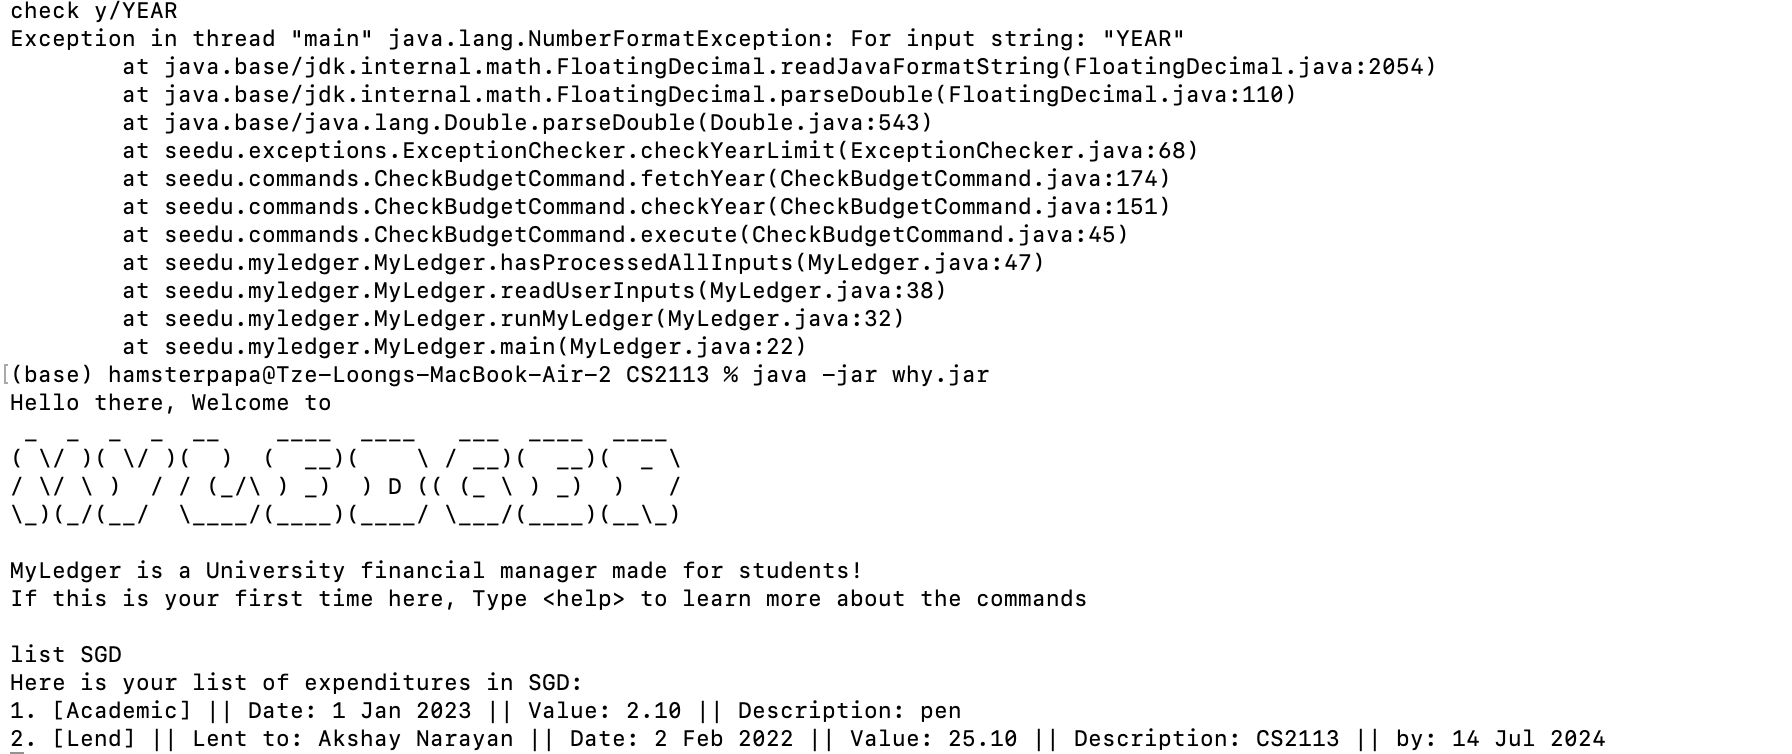 check y/YEAR
Exception in thread "main" java.lang.NumberFormatException: For input string: "YEAR"
        at java.base/jdk.internal.math.FloatingDecimal.readJavaFormatString(FloatingDecimal.java:2054)
        at java.base/jdk.internal.math.FloatingDecimal.parseDouble(FloatingDecimal.java:110)
        at java.base/java.lang.Double.parseDouble(Double.java:543)
        at seedu.exceptions.ExceptionChecker.checkYearLimit(ExceptionChecker.java:68)
        at seedu.commands.CheckBudgetCommand.fetchYear(CheckBudgetCommand.java:174)
        at seedu.commands.CheckBudgetCommand.checkYear(CheckBudgetCommand.java:151)
        at seedu.commands.CheckBudgetCommand.execute(CheckBudgetCommand.java:45)
        at seedu.myledger.MyLedger.hasProcessedAllInputs(MyLedger.java:47)
        at seedu.myledger.MyLedger.readUserInputs(MyLedger.java:38)
        at seedu.myledger.MyLedger.runMyLedger(MyLedger.java:32)
        at seedu.myledger.MyLedger.main(MyLedger.java:22)
[(base) hamsterpapa@Tze-Loongs-MacBook-Air-2 CS2113 % java -jar why.jar
Hello there, Welcome to
 _  _  _  _  __    ____  ____   ___  ____  ____
( \/ )( \/ )(  )  (  __)(    \ / __)(  __)(  _ \
/ \/ \ )  / / (_/\ ) _)  ) D (( (_ \ ) _)  )   /
\_)(_/(__/  \____/(____)(____/ \___/(____)(__\_)
MyLedger is a University financial manager made for students!
If this is your first time here, Type <help> to learn more about the commands
list SGD
Here is your list of expenditures in SGD:
1. [Academic] || Date: 1 Jan 2023 || Value: 2.10 || Description: pen
2. [Lend] || Lent to: Akshay Narayan || Date: 2 Feb 2022 || Value: 25.10 || Description: CS2113 || by: 14 Jul 2024